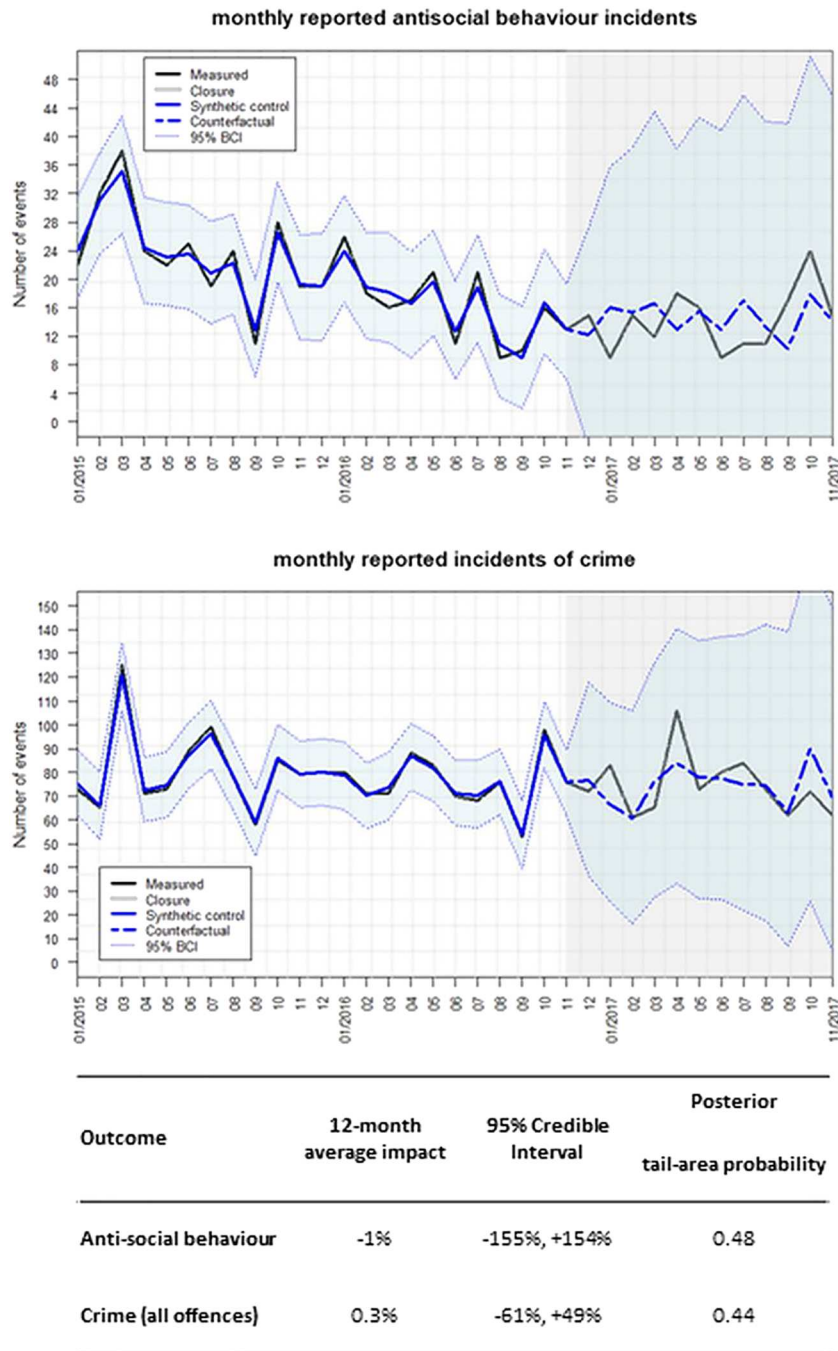 monthly reported antisocial behaviour incidents
Number of events
48
44
40
36
32
28
24
20
16
12
8
4
0
Measured
Closure
Synthetic control
Counterfactual
95% BCI
01/2015 02 03 04 05 06 07 08 09 10 11 12 01/2016 02 03 04 05 06 07 08 09 10 11 12 01/2017 02 03 04 05 06 07 08 09 10 11/2017
monthly reported incidents of crime
Number of events
150
140
130
120
110
100
90
80
70
60
50
40
30
20
10
0
Measured
Closure
Synthetic control
Counterfactual
95% BCI
01/2015 02 03 04 05 06 07 08 09 10 11 12 01/2016 02 03 04 05 06 07 08 09 10 11 12 01/2017 02 03 04 05 06 07 08 09 10 11/2017
Outcome
12-month
average impact
95% Credible
Interval
Posterior
tail-area probability
Anti-social behaviour -1% -155%, +154% 0.48
Crime (all offences) 0.3% -61%, +49% 0.44